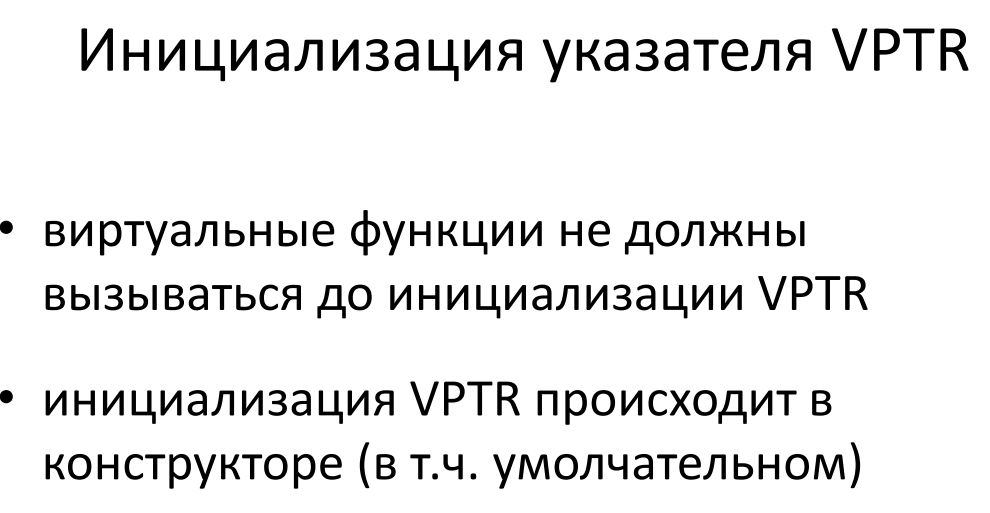 Инициализация указателя VPTR
• виртуальные функции не должны
вызываться до инициализации VPTR
• инициализация VPTR происходит в
конструкторе (в т.ч. умолчательном)